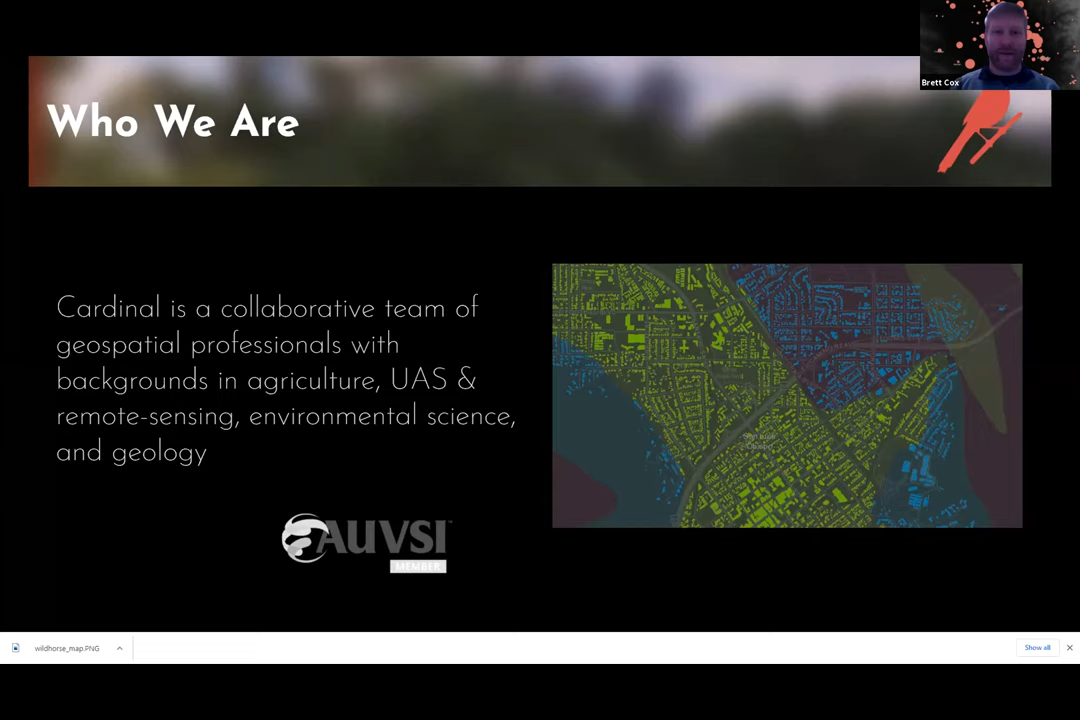 Brett Cox
Who We Are
Cardinal is a collaborative team of
geospatial professionals with
backgrounds in agriculture, UAS &
remote-sensing, environmental science,
and geology
AUVSI
MEMBER
wildhorse_map.PNG
Show all